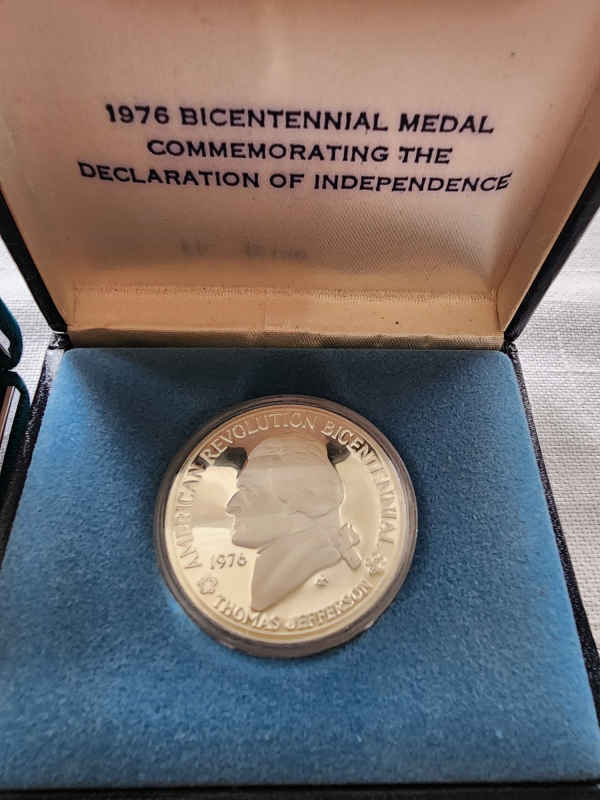 1976 BICENTENNIAL MEDAL
COMMEMORATING THE
DECLARATION OF INDEPENDENCE
AMERICAN REVOLUTION BICENTENNIAL
1976
THOMAS JEFFERSON